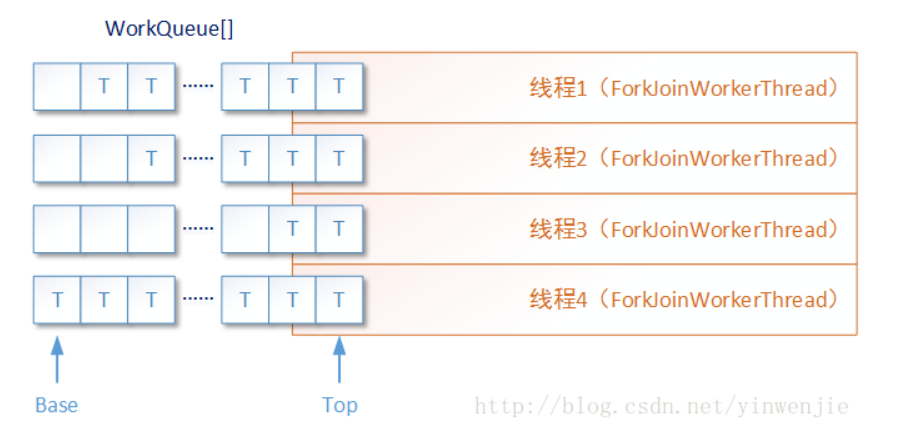 WorkQueue[]
T T ...... T T T 线程1（ForkJoinWorkerThread）
T ...... T T T 线程2（ForkJoinWorkerThread）
...... T T 线程3（ForkJoinWorkerThread）
T T T ...... T T T 线程4（ForkJoinWorkerThread）
Base Top http://blog.csdn.net/yinwenjie